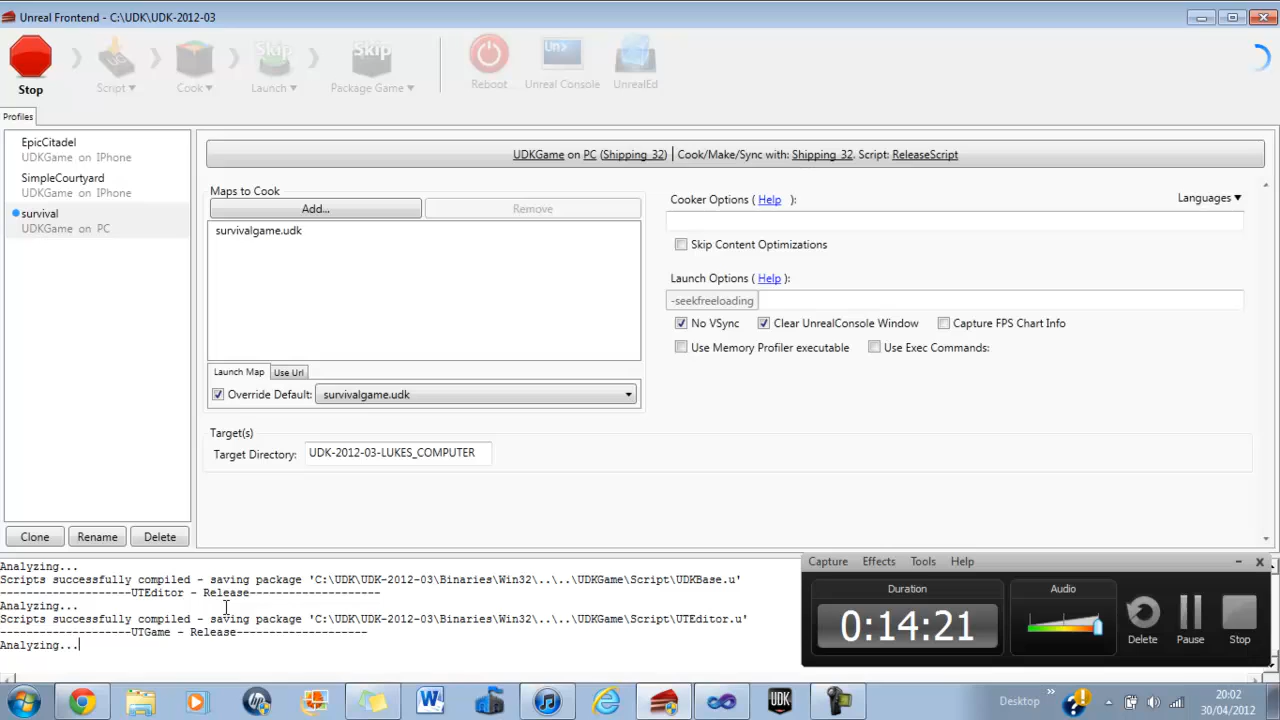 Unreal Frontend - C:\UDK\UDK-2012-03
Stop
Script
Cook
Skip
Launch
Skip
Package Game
Reboot
Un>
Unreal Console
UnrealEd
Profiles
EpicCitadel
UDKGame on IPhone
SimpleCourtyard
UDKGame on IPhone
survival
UDKGame on PC
Clone
Rename
Delete
UDKGame on PC (Shipping_32) | Cook/Make/Sync with: Shipping_32. Script: ReleaseScript
Maps to Cook
Add...
Remove
survivalgame.udk
Launch Map
Use Url
Override Default:
survivalgame.udk
Cooker Options ( Help ):
Languages
Skip Content Optimizations
Launch Options ( Help ):
-seekfreeloading
No VSync
Clear UnrealConsole Window
Capture FPS Chart Info
Use Memory Profiler executable
Use Exec Commands:
Target(s)
Target Directory:
UDK-2012-03-LUKES_COMPUTER
Analyzing...
Scripts successfully compiled - saving package 'C:\UDK\UDK-2012-03\Binaries\Win32\..\..\UDKGame\Script\UDKBase.u'
--------------------UTEditor - Release--------------------
Analyzing...
Scripts successfully compiled - saving package 'C:\UDK\UDK-2012-03\Binaries\Win32\..\..\UDKGame\Script\UTEditor.u'
--------------------UTGame - Release--------------------
Analyzing...
Capture
Effects
Tools
Help
Duration
0:14:21
Audio
Delete
Pause
Stop
W
UDK
Desktop
20:02
30/04/2012